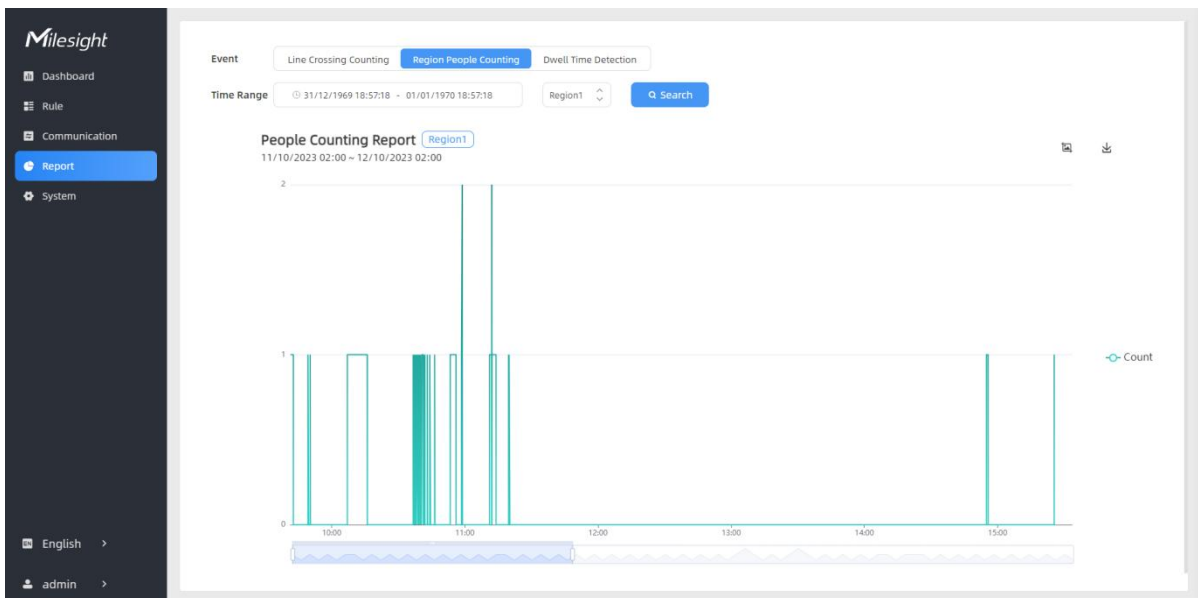 Milesight
Dashboard
Rule
Communication
Report
System
EN English >
admin >
Event Line Crossing Counting Region People Counting Dwell Time Detection
Time Range 31/12/1969 18:57:18 - 01/01/1970 18:57:18 Region1 Search
People Counting Report Region1
11/10/2023 02:00 ~ 12/10/2023 02:00
2
1
0
10:00 11:00 12:00 13:00 14:00 15:00
Count